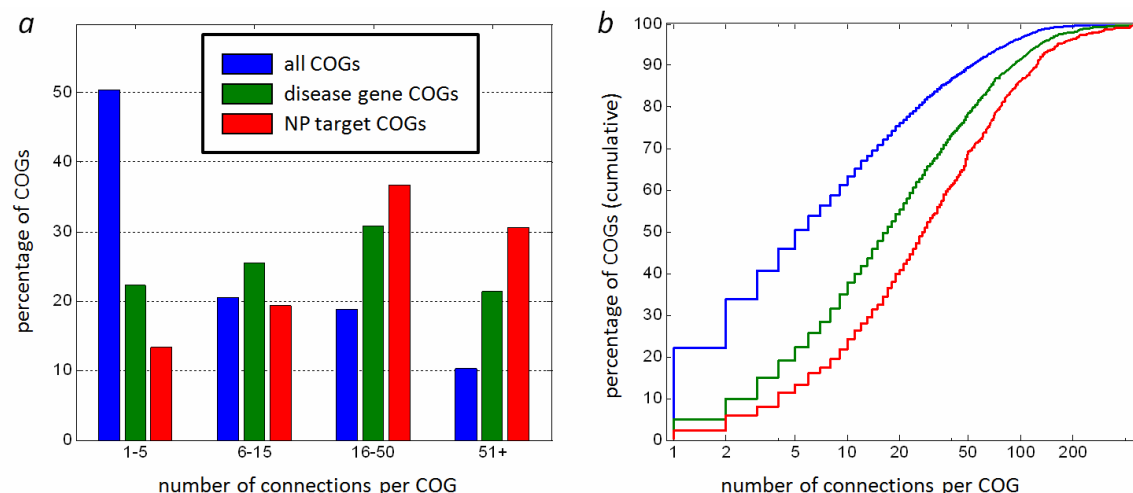 a
all COGs
disease gene COGs
NP target COGs
percentage of COGs
50
40
30
20
10
0
1-5 6-15 16-50 51+
number of connections per COG
b
percentage of COGs (cumulative)
100
90
80
70
60
50
40
30
20
10
0
1 2 5 10 20 50 100 200
number of connections per COG